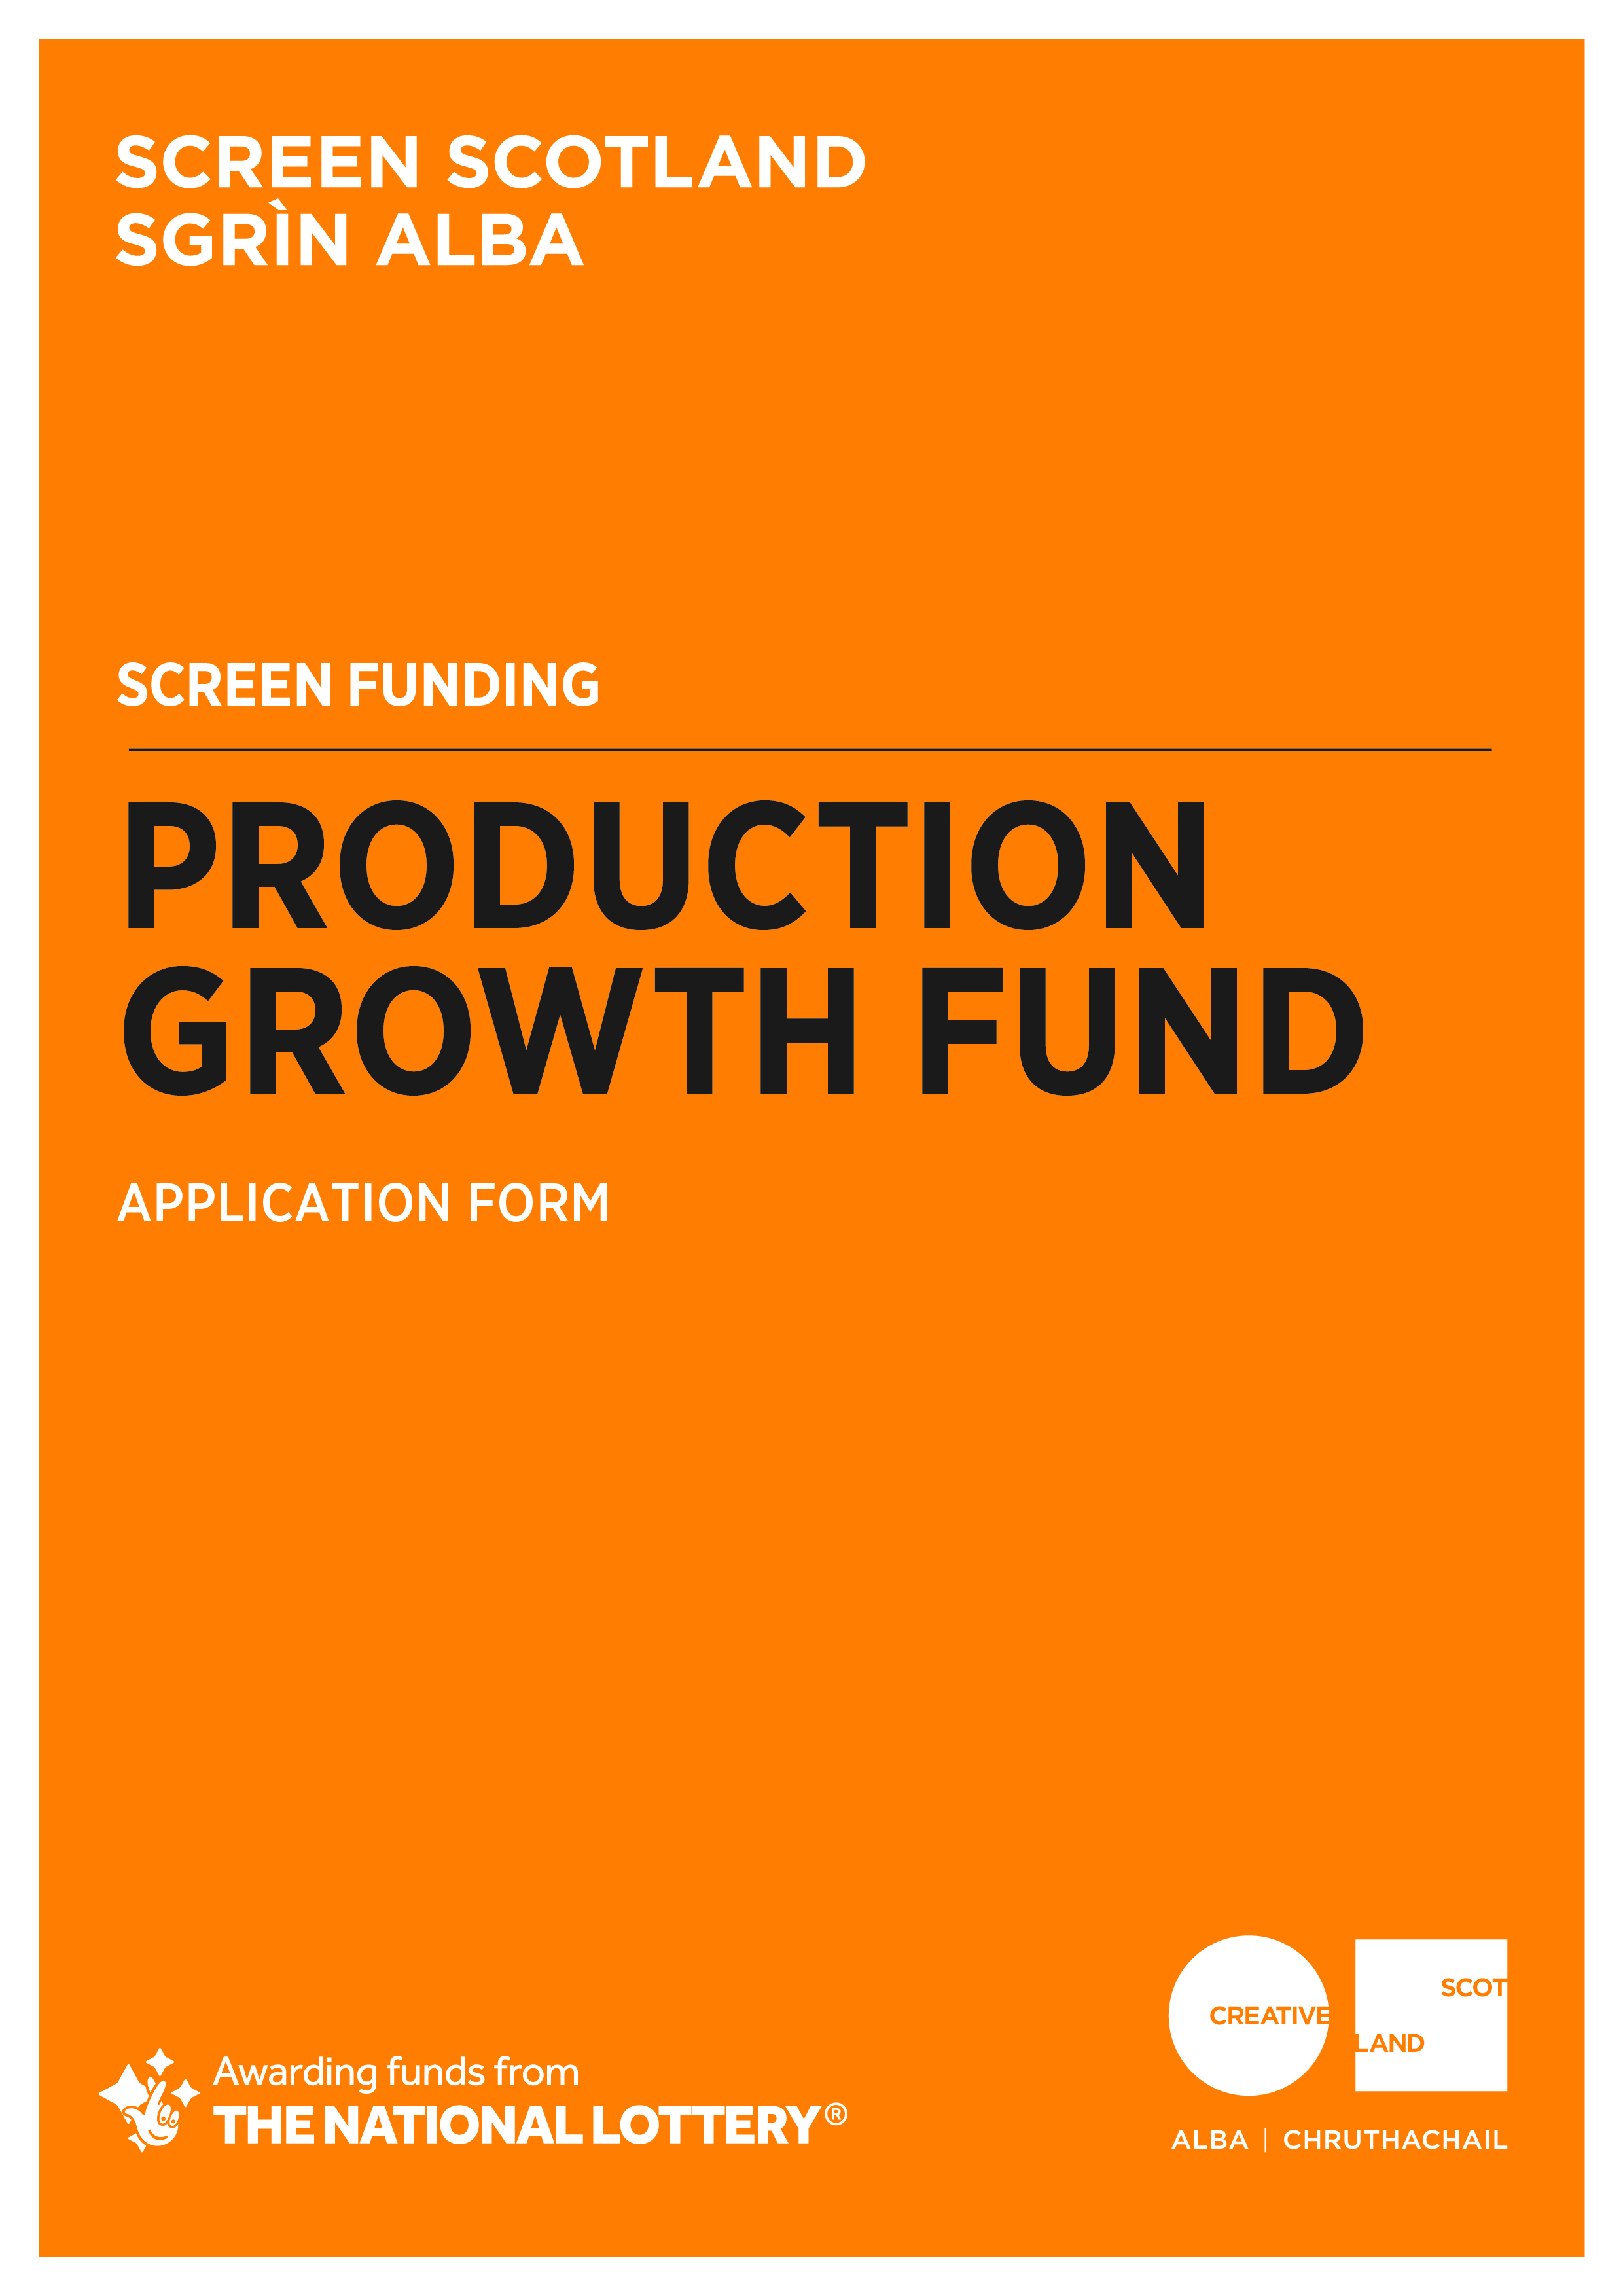 SCREEN SCOTLAND
SGRÌN ALBA
SCREEN FUNDING
PRODUCTION
GROWTH FUND
APPLICATION FORM
Awarding funds from
THE NATIONAL LOTTERY®
CREATIVE
SCOT
LAND
ALBA | CHRUTHACHAIL